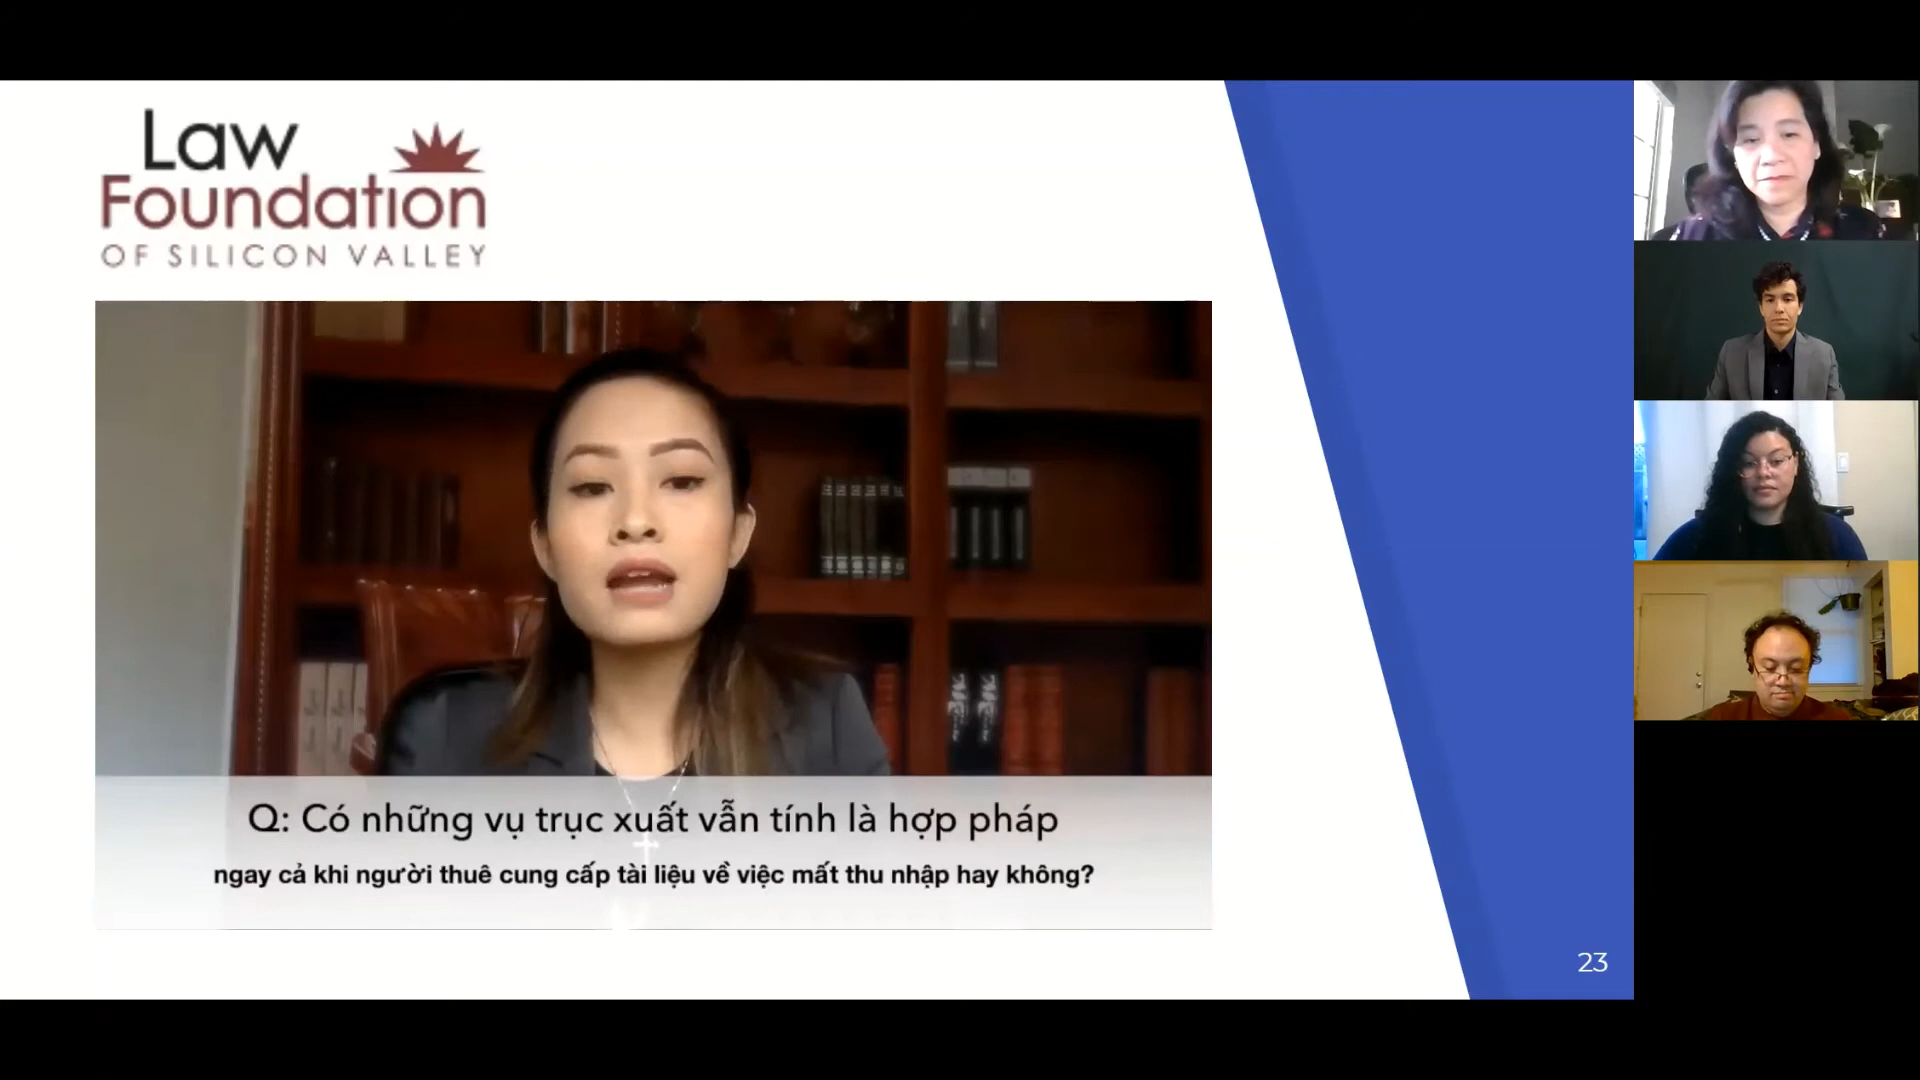 Law
Foundation
OF SILICON VALLEY
Q: Có những vụ trục xuất vẫn tính là hợp pháp
ngay cả khi người thuê cung cấp tài liệu về việc mất thu nhập hay không?
23